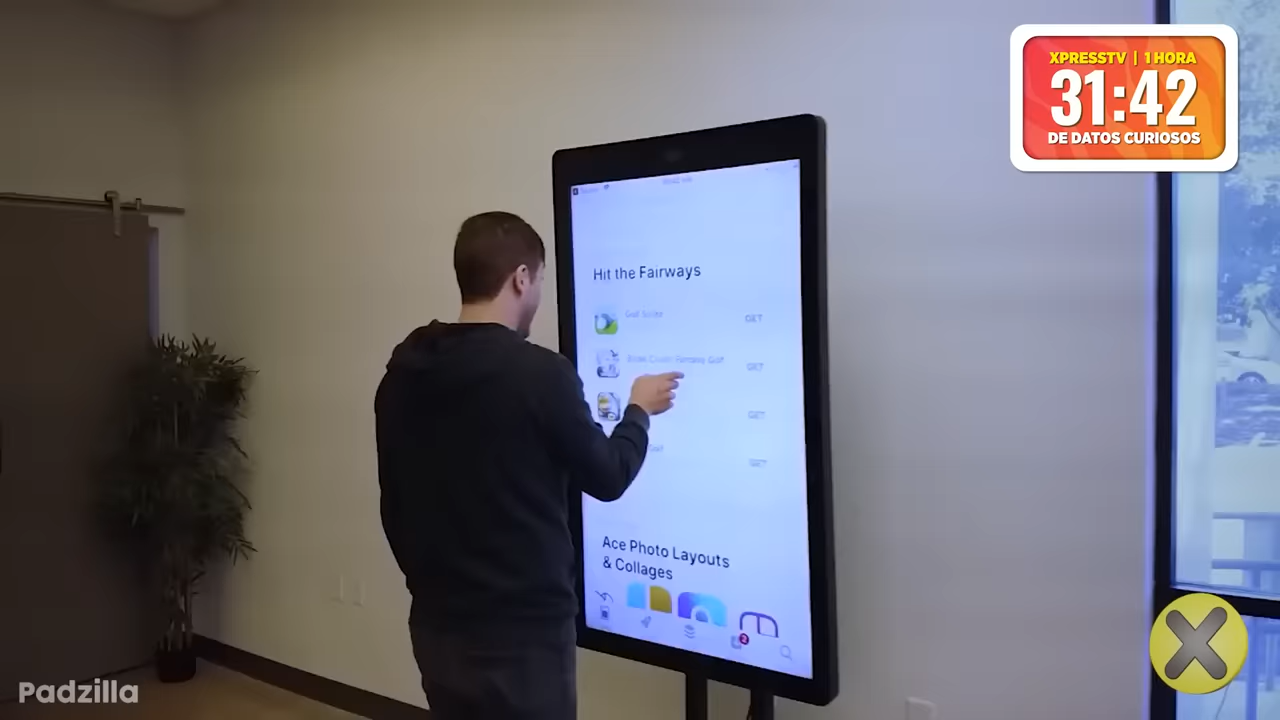 XPRESSTV | 1 HORA
31:42
DE DATOS CURIOSOS
Hit the Fairways
GET
GET
GET
GET
Ace Photo Layouts
& Collages
2
Padzilla